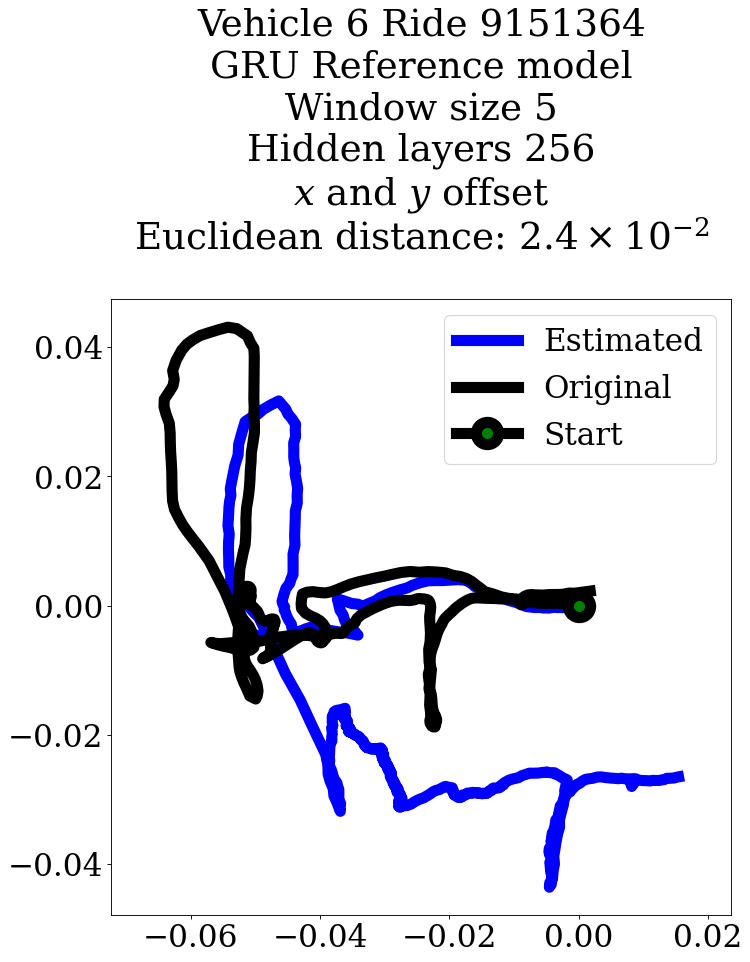 Vehicle 6 Ride 9151364
GRU Reference model
Window size 5
Hidden layers 256
x and y offset
Euclidean distance: 2.4 × 10⁻²
Estimated
Original
Start
0.04
0.02
0.00
−0.02
−0.04
−0.06
−0.04
−0.02
0.00
0.02